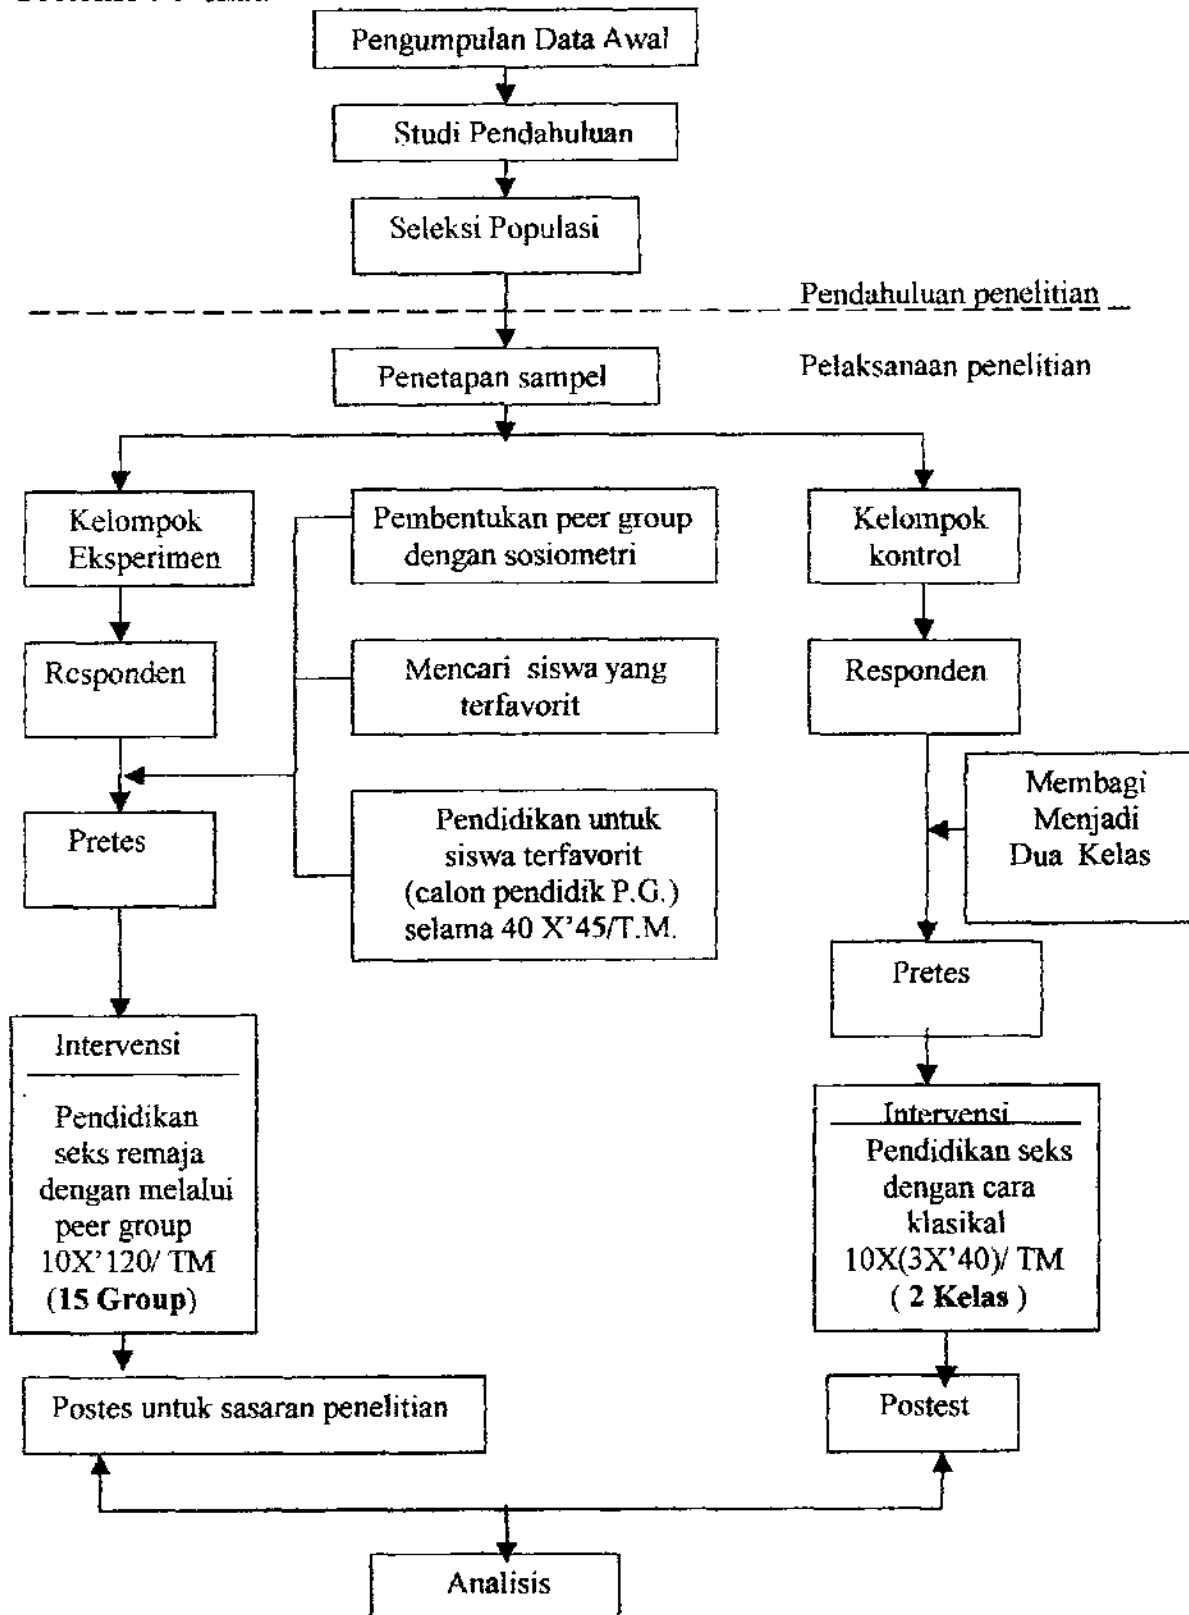 Pengumpulan Data Awal
Studi Pendahuluan
Seleksi Populasi
Pendahuluan penelitian
Penetapan sampel
Pelaksanaan penelitian
Kelompok
Eksperimen
Pembentukan peer group
dengan sosiometri
Kelompok
kontrol
Responden
Mencari siswa yang
terfavorit
Responden
Membagi
Menjadi
Dua Kelas
Pretes
Pendidikan untuk
siswa terfavorit
(calon pendidik P.G.)
selama 40 X'45/T.M.
Pretes
Intervensi
Pendidikan
seks remaja
dengan melalui
peer group
10X'120/ TM
(15 Group)
Intervensi
Pendidikan seks
dengan cara
klasikal
10X(3X'40)/ TM
( 2 Kelas )
Postes untuk sasaran penelitian
Postest
Analisis